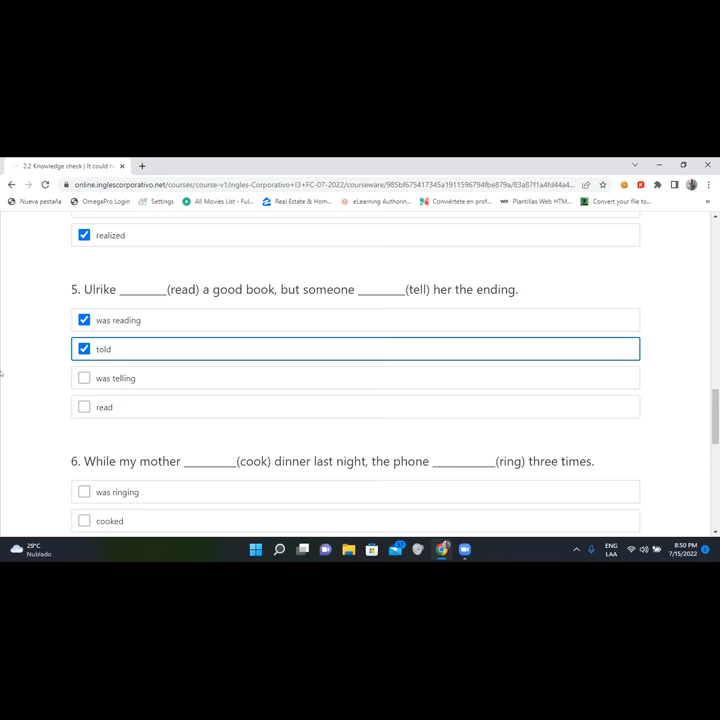 2.2 Knowledge check | It could h
online.inglescorporativo.net/courses/course-v1:Ingles-Corporativo+I3+FC-07-2022/courseware/985bf675417345a1911596794fbe879a/83a87f1a4fd44a4...
Nueva pestaña
OmegaPro Login
Settings
All Movies List - Ful...
Real Estate & Hom...
eLearning Authorin...
Conviértete en prof...
Plantillas Web HTM...
Convert your file to...
»
realized
5. Ulrike ________(read) a good book, but someone ________(tell) her the ending.
was reading
told
was telling
read
6. While my mother _________(cook) dinner last night, the phone ___________(ring) three times.
was ringing
cooked
29°C
Nublado
ENG
LAA
8:50 PM
7/15/2022